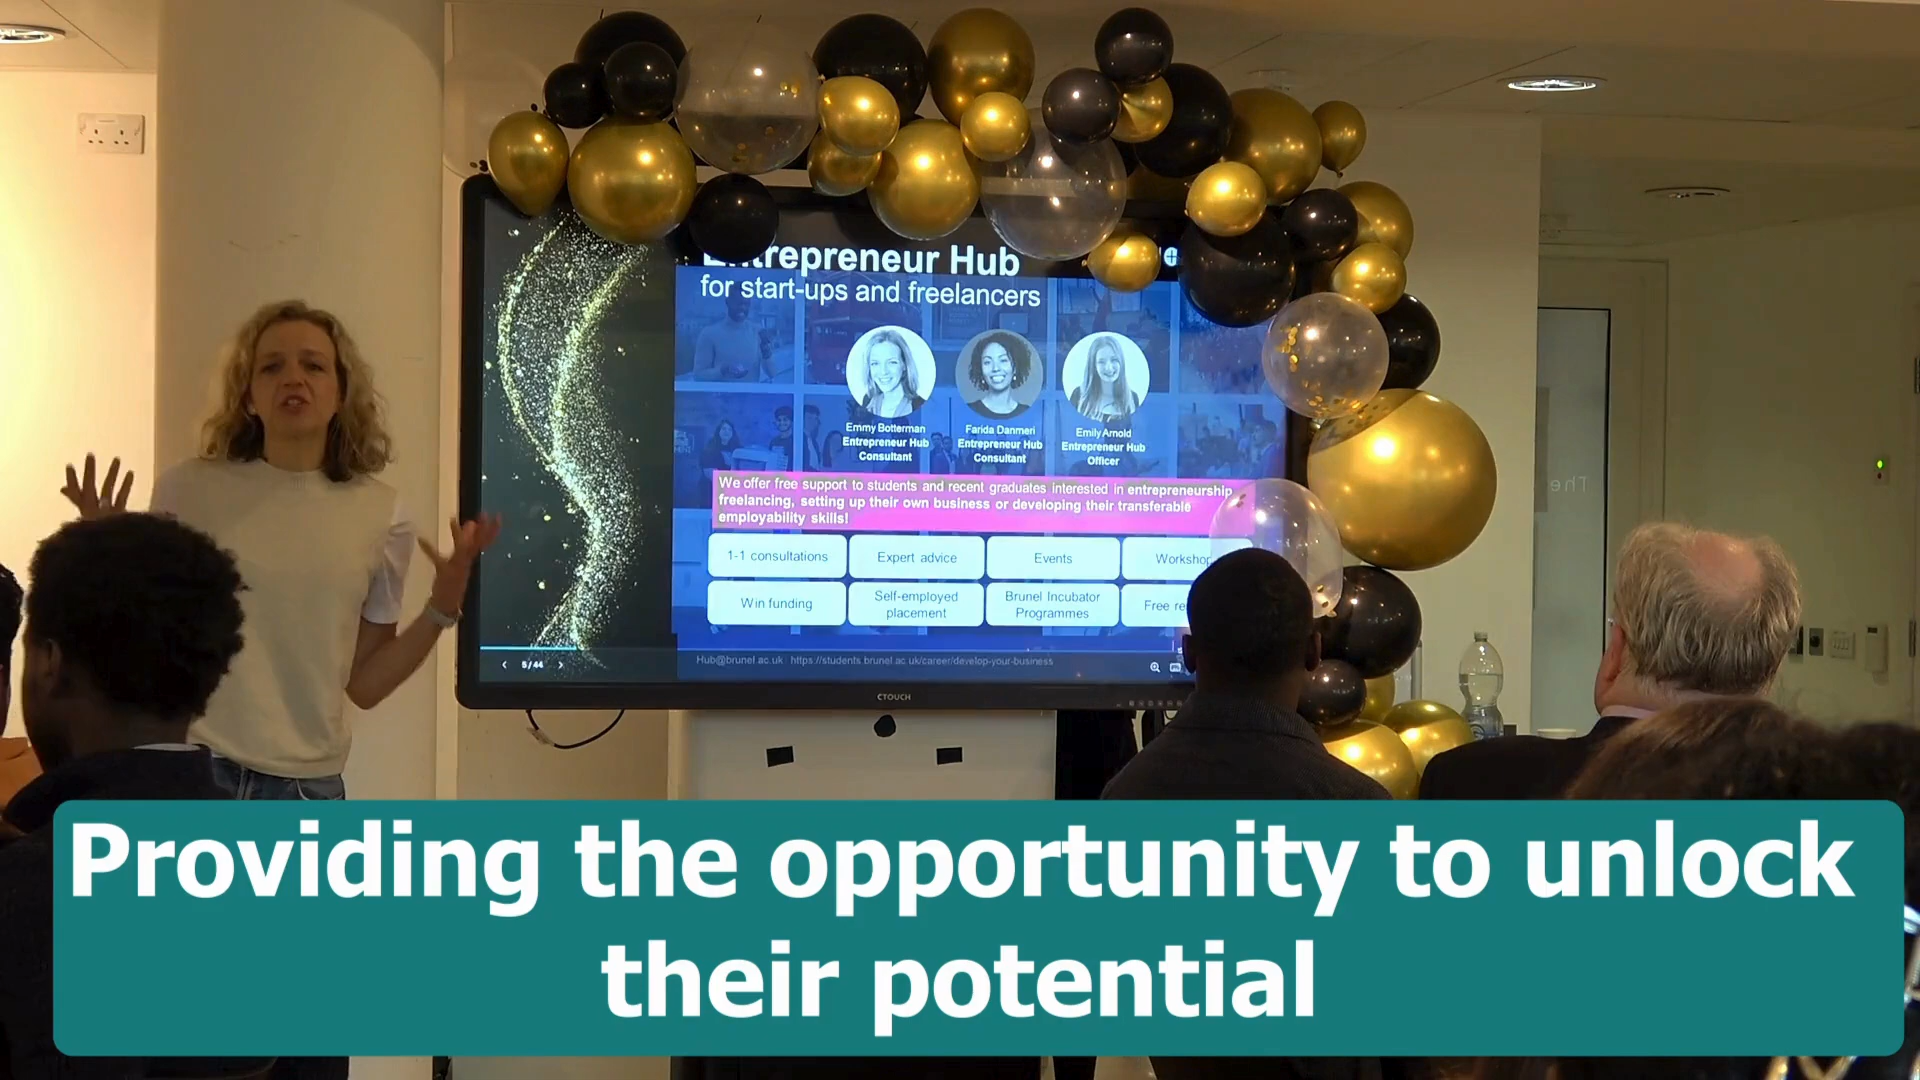 Entrepreneur Hub
for start-ups and freelancers
Emmy Botterman
Entrepreneur Hub
Consultant
Farida Danmeri
Entrepreneur Hub
Consultant
Emily Arnold
Entrepreneur Hub
Officer
We offer free support to students and recent graduates interested in entrepreneurship
freelancing, setting up their own business or developing their transferable
employability skills!
1-1 consultations
Expert advice
Events
Workshop
Win funding
Self-employed
placement
Brunel Incubator
Programmes
Free
5/44
Hub@brunel.ac.uk https://students.brunel.ac.uk/career/develop-your-business
CTOUCH
The
Providing the opportunity to unlock
their potential